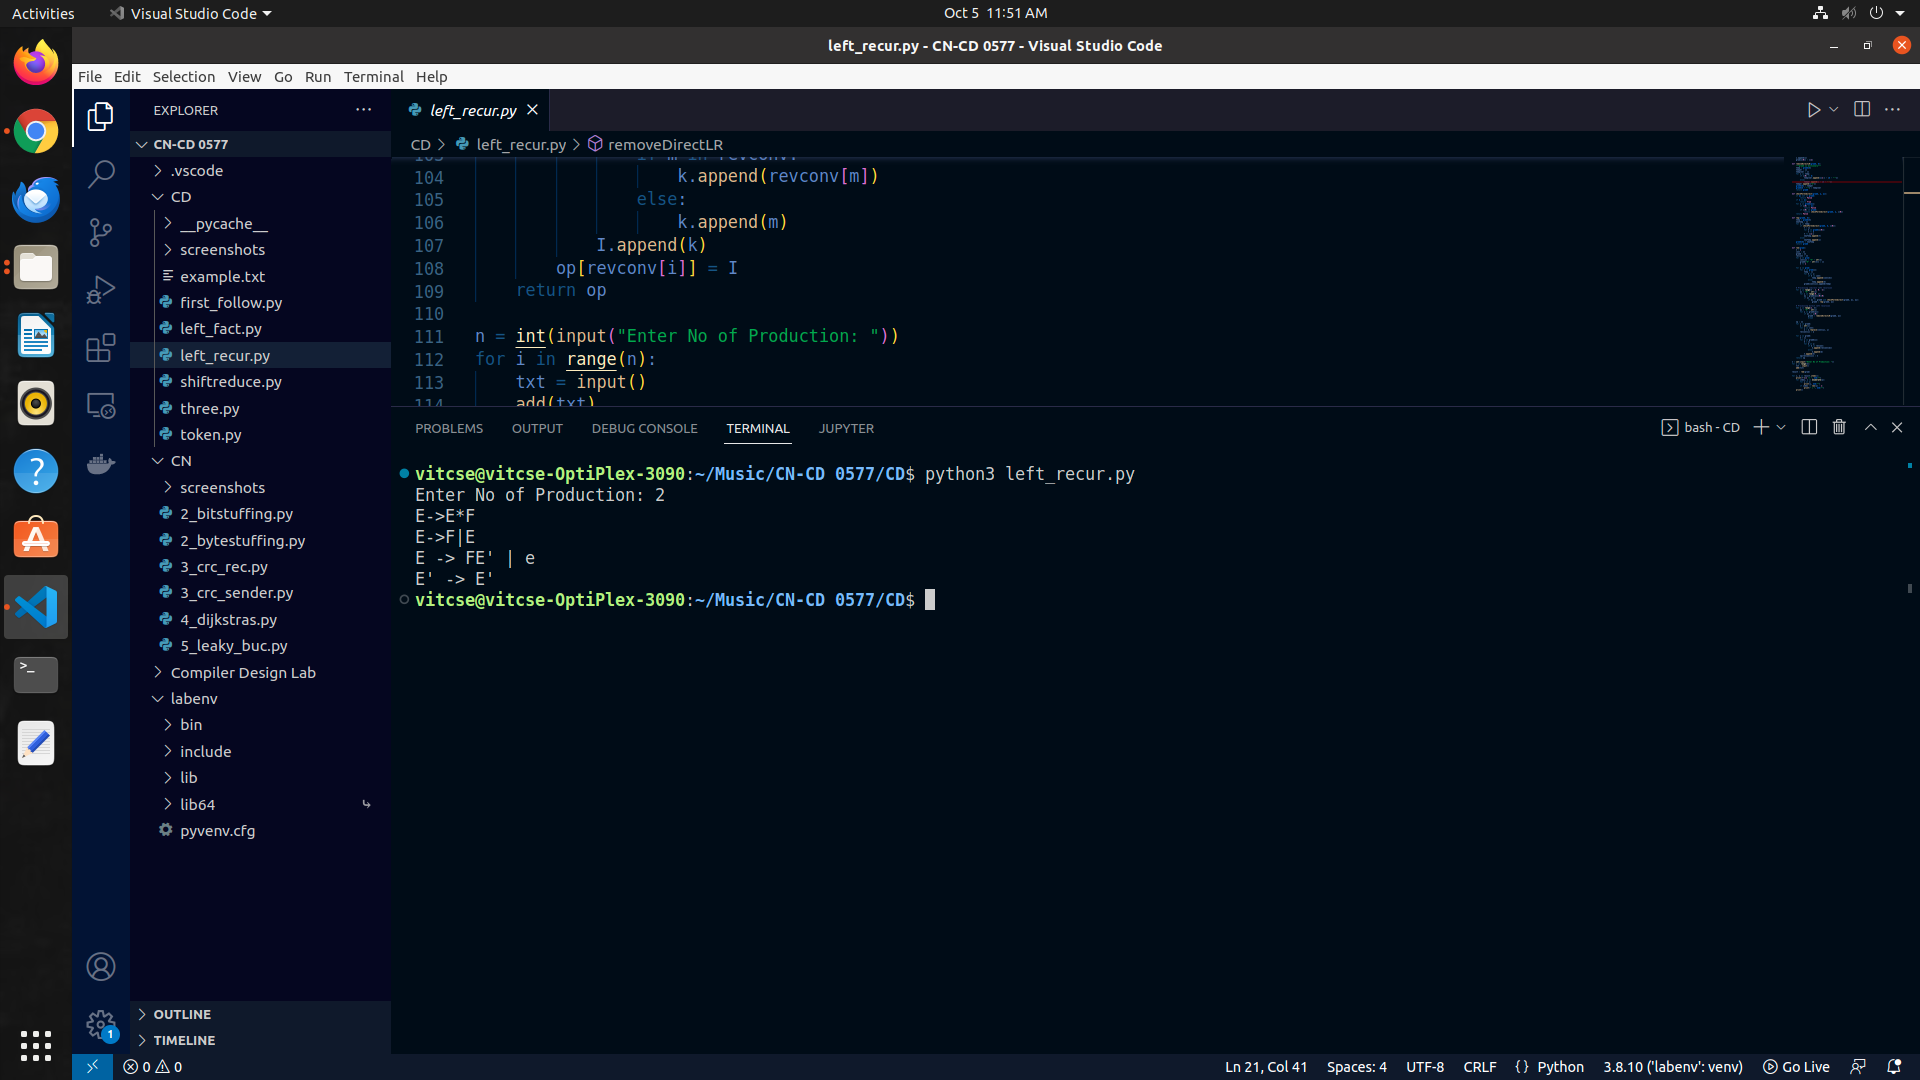 Activities
Visual Studio Code
Oct 5 11:51 AM
left_recur.py - CN-CD 0577 - Visual Studio Code
File Edit Selection View Go Run Terminal Help
EXPLORER
CN-CD 0577
.vscode
CD
__pycache__
screenshots
example.txt
first_follow.py
left_fact.py
left_recur.py
shiftreduce.py
three.py
token.py
CN
screenshots
2_bitstuffing.py
2_bytestuffing.py
3_crc_rec.py
3_crc_sender.py
4_dijkstras.py
5_leaky_buc.py
Compiler Design Lab
labenv
bin
include
lib
lib64
pyvenv.cfg
OUTLINE
TIMELINE
left_recur.py
CD > left_recur.py > removeDirectLR
103 if m in revconv:
104 k.append(revconv[m])
105 else:
106 k.append(m)
107 I.append(k)
108 op[revconv[i]] = I
109 return op
110
111 n = int(input("Enter No of Production: "))
112 for i in range(n):
113 txt = input()
114 add(txt)
PROBLEMS OUTPUT DEBUG CONSOLE TERMINAL JUPYTER
bash - CD
vitcse@vitcse-OptiPlex-3090:~/Music/CN-CD 0577/CD$ python3 left_recur.py
Enter No of Production: 2
E->E*F
E->F|E
E -> FE' | e
E' -> E'
vitcse@vitcse-OptiPlex-3090:~/Music/CN-CD 0577/CD$
1
0 0
Ln 21, Col 41 Spaces: 4 UTF-8 CRLF {} Python 3.8.10 ('labenv': venv) Go Live